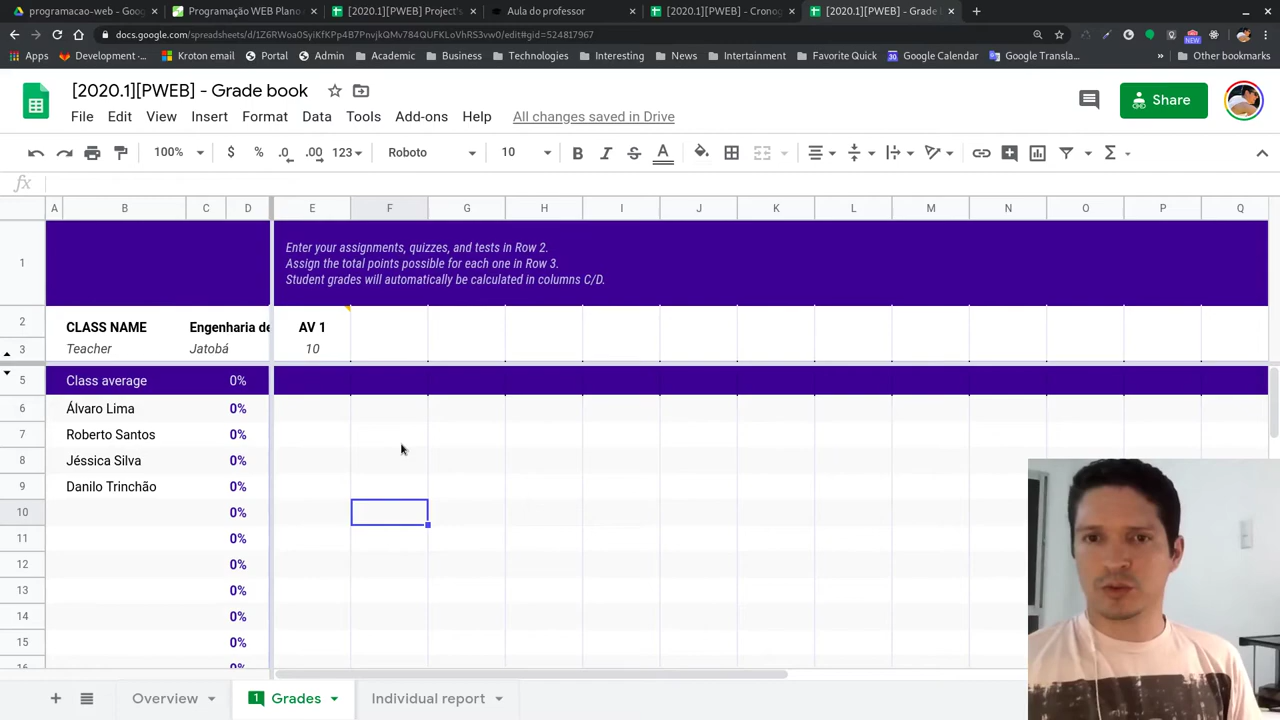 programacao-web - Goo
Programação WEB Plano
[2020.1][PWEB] Project's
Aula do professor
[2020.1][PWEB] - Cronog
[2020.1][PWEB] - Grade
docs.google.com/spreadsheets/d/1Z6RWoa0SyiKfKPp4B7PnvjkQMv784QUFKLoVhRS3vw0/edit#gid=524817967
Apps
Development -
Kroton email
Portal
Admin
Academic
Business
Technologies
Interesting
News
Intertainment
Favorite Quick
Google Calendar
Google Transla...
Other bookmarks
[2020.1][PWEB] - Grade book
Share
File Edit View Insert Format Data Tools Add-ons Help All changes saved in Drive
100% $ % .0 .00 123 Roboto 10 B I S A
fx
A B C D E F G H I J K L M N O P Q
1
Enter your assignments, quizzes, and tests in Row 2.
Assign the total points possible for each one in Row 3.
Student grades will automatically be calculated in columns C/D.
2 CLASS NAME Engenharia de AV 1
3 Teacher Jatobá 10
5 Class average 0%
6 Álvaro Lima 0%
7 Roberto Santos 0%
8 Jéssica Silva 0%
9 Danilo Trinchão 0%
10 0%
11 0%
12 0%
13 0%
14 0%
15 0%
16 0%
Overview
1 Grades
Individual report